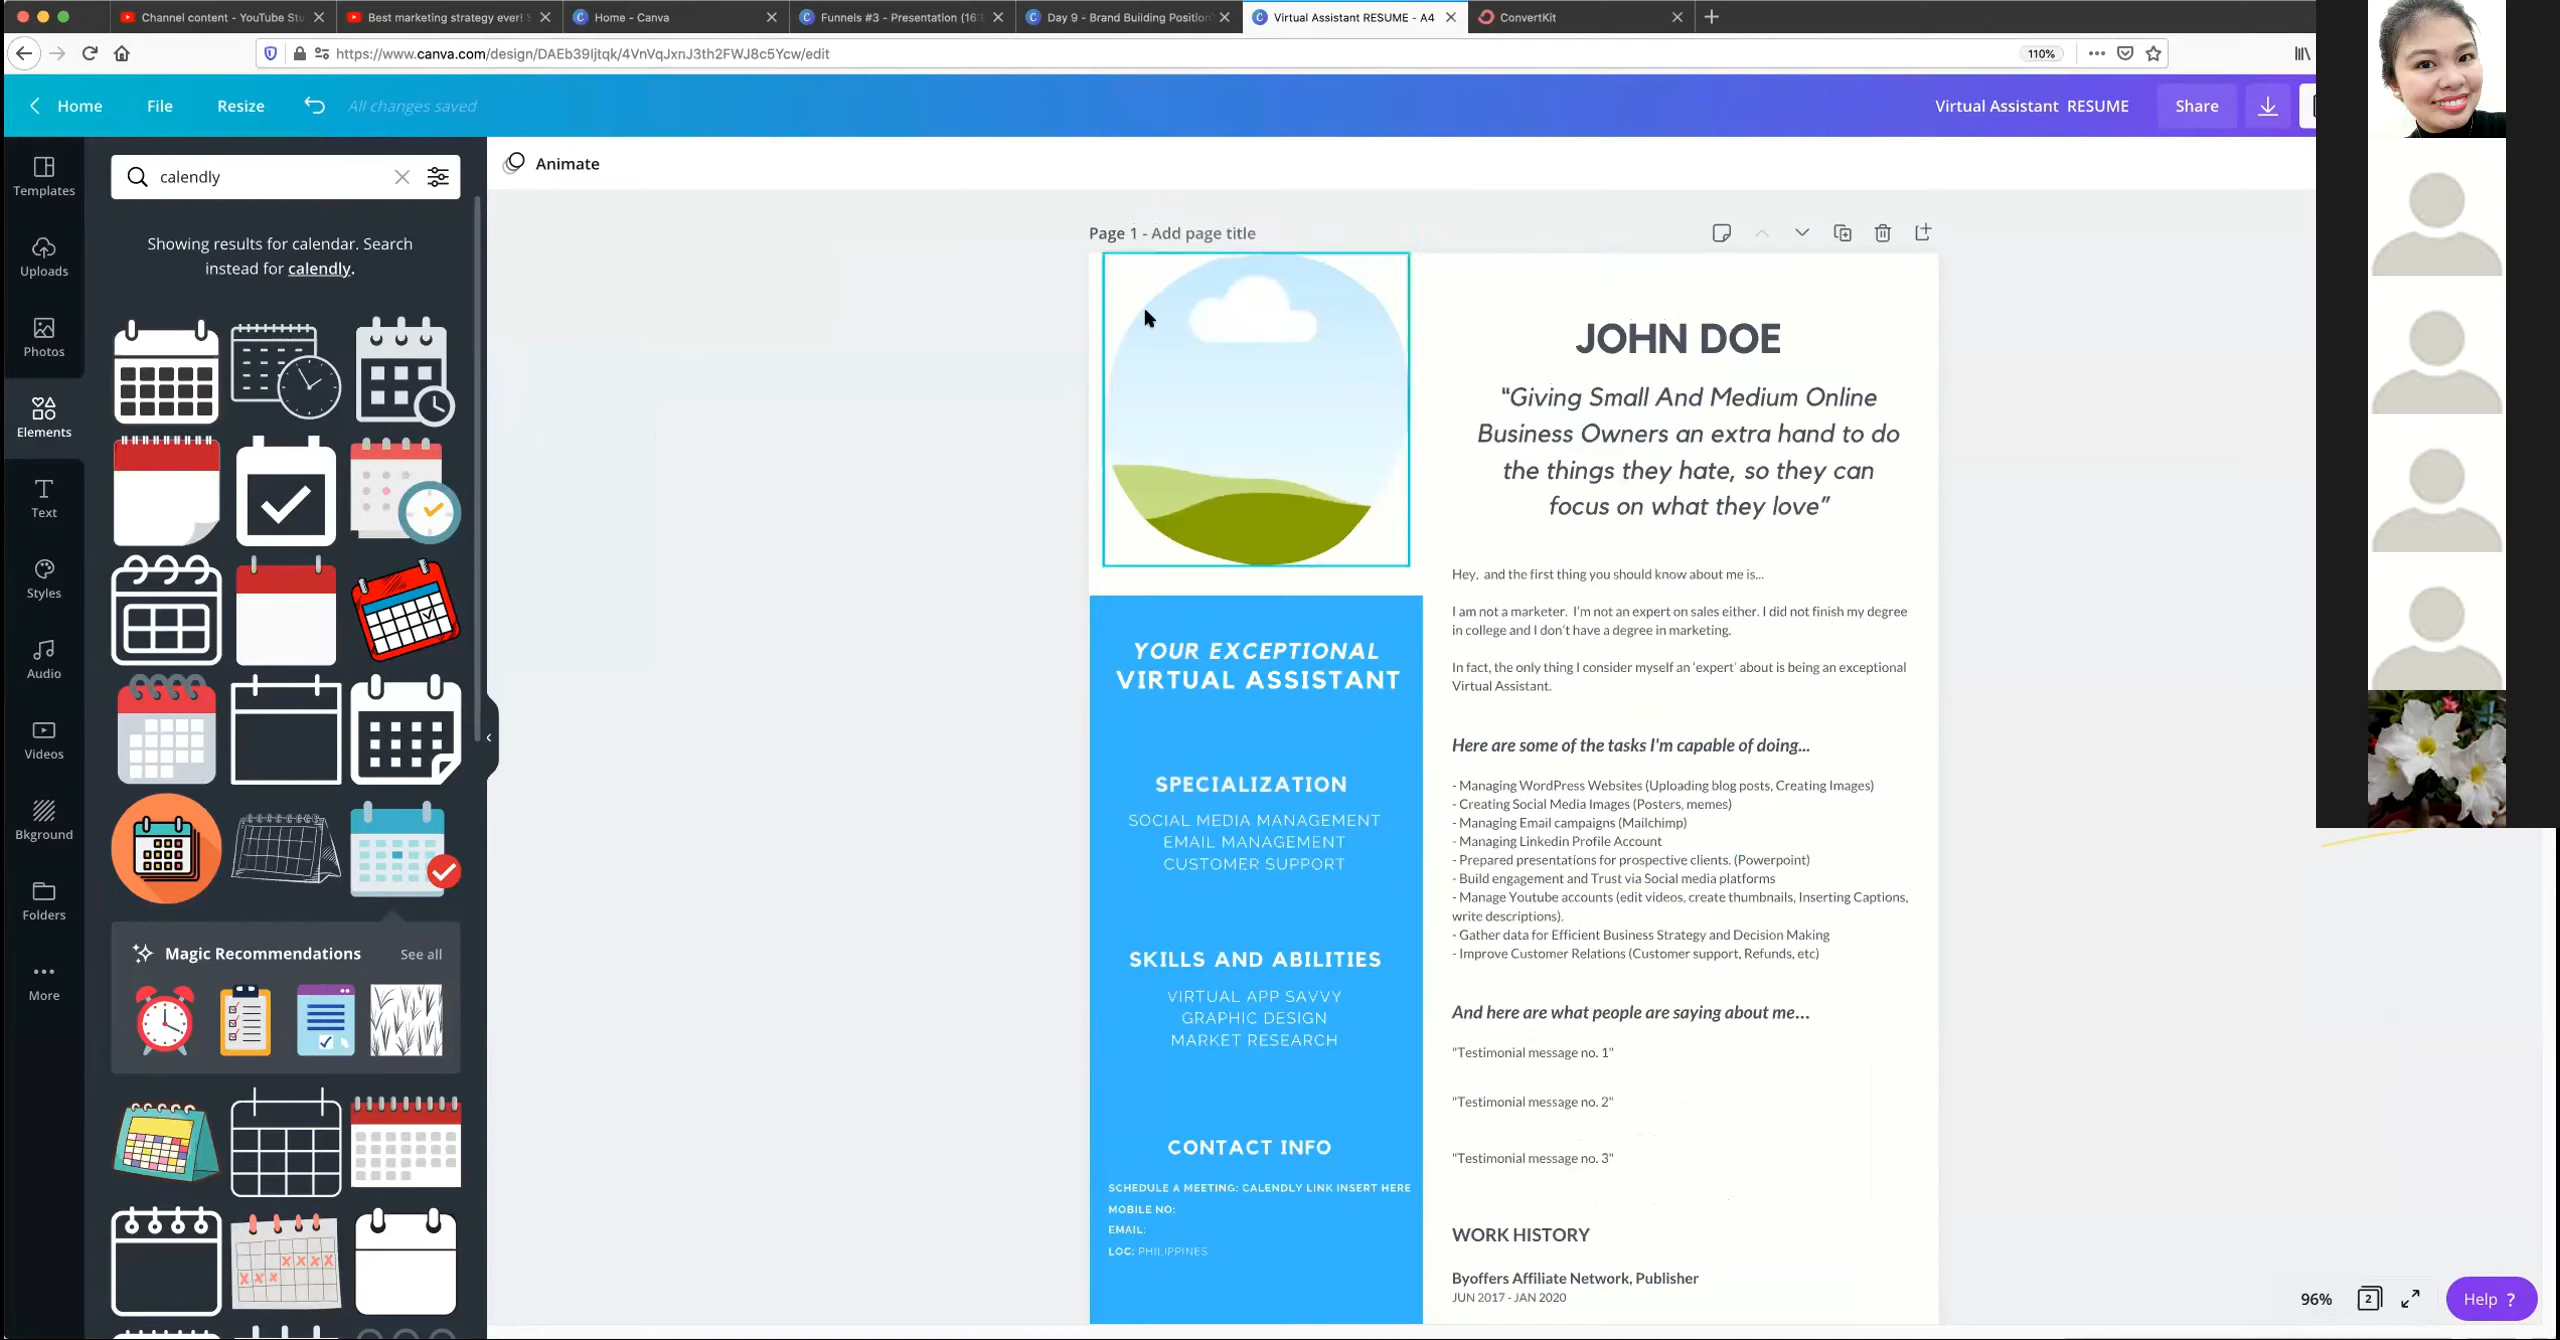 Channel content - YouTube Stu
Best marketing strategy ever! S
Home - Canva
Funnels #3 - Presentation (16:
Day 9 - Brand Building Position
Virtual Assistant RESUME - A4
ConvertKit
https://www.canva.com/design/DAEb39Ijtqk/4VnVqJxnJ3th2FWJ8c5Ycw/edit
110%
Home
File
Resize
All changes saved
Virtual Assistant RESUME
Share
Templates
Uploads
Photos
Elements
Text
Styles
Audio
Videos
Bkground
Folders
More
calendly
Showing results for calendar. Search
instead for calendly.
Magic Recommendations
See all
Animate
Page 1 - Add page title
JOHN DOE
"Giving Small And Medium Online
Business Owners an extra hand to do
the things they hate, so they can
focus on what they love”
Hey, and the first thing you should know about me is...
I am not a marketer. I'm not an expert on sales either. I did not finish my degree
in college and I don't have a degree in marketing.
In fact, the only thing I consider myself an 'expert' about is being an exceptional
Virtual Assistant.
Here are some of the tasks I'm capable of doing...
- Managing WordPress Websites (Uploading blog posts, Creating Images)
- Creating Social Media Images (Posters, memes)
- Managing Email campaigns (Mailchimp)
- Managing Linkedin Profile Account
- Prepared presentations for prospective clients. (Powerpoint)
- Build engagement and Trust via Social media platforms
- Manage Youtube accounts (edit videos, create thumbnails, Inserting Captions,
write descriptions).
- Gather data for Efficient Business Strategy and Decision Making
- Improve Customer Relations (Customer support, Refunds, etc)
And here are what people are saying about me...
"Testimonial message no. 1"
"Testimonial message no. 2"
"Testimonial message no. 3"
WORK HISTORY
Byoffers Affiliate Network, Publisher
JUN 2017 - JAN 2020
YOUR EXCEPTIONAL
VIRTUAL ASSISTANT
SPECIALIZATION
SOCIAL MEDIA MANAGEMENT
EMAIL MANAGEMENT
CUSTOMER SUPPORT
SKILLS AND ABILITIES
VIRTUAL APP SAVVY
GRAPHIC DESIGN
MARKET RESEARCH
CONTACT INFO
SCHEDULE A MEETING: CALENDLY LINK INSERT HERE
MOBILE NO:
EMAIL:
LOC: PHILIPPINES
96%
2
Help ?